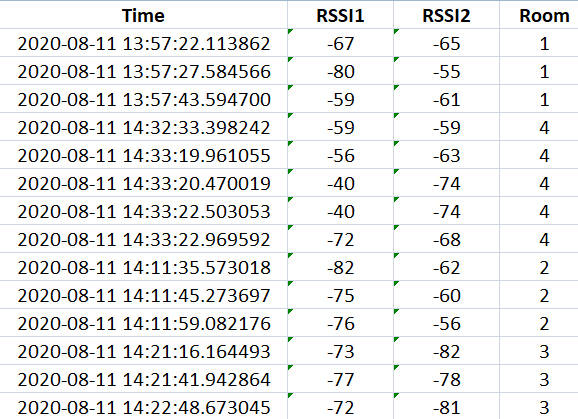 Time RSSI1 RSSI2 Room
2020-08-11 13:57:22.113862 -67 -65 1
2020-08-11 13:57:27.584566 -80 -55 1
2020-08-11 13:57:43.594700 -59 -61 1
2020-08-11 14:32:33.398242 -59 -59 4
2020-08-11 14:33:19.961055 -56 -63 4
2020-08-11 14:33:20.470019 -40 -74 4
2020-08-11 14:33:22.503053 -40 -74 4
2020-08-11 14:33:22.969592 -72 -68 4
2020-08-11 14:11:35.573018 -82 -62 2
2020-08-11 14:11:45.273697 -75 -60 2
2020-08-11 14:11:59.082176 -76 -56 2
2020-08-11 14:21:16.164493 -73 -82 3
2020-08-11 14:21:41.942864 -77 -78 3
2020-08-11 14:22:48.673045 -72 -81 3